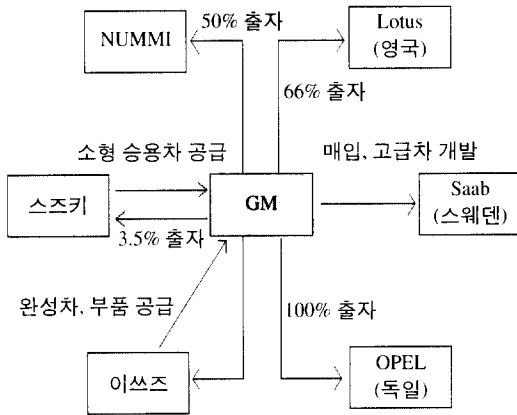 50% 출자
NUMMI
Lotus
(영국)
66% 출자
소형 승용차 공급
매입, 고급차 개발
스즈키
GM
Saab
(스웨덴)
3.5% 출자
완성차, 부품 공급
100% 출자
이쓰즈
OPEL
(독일)